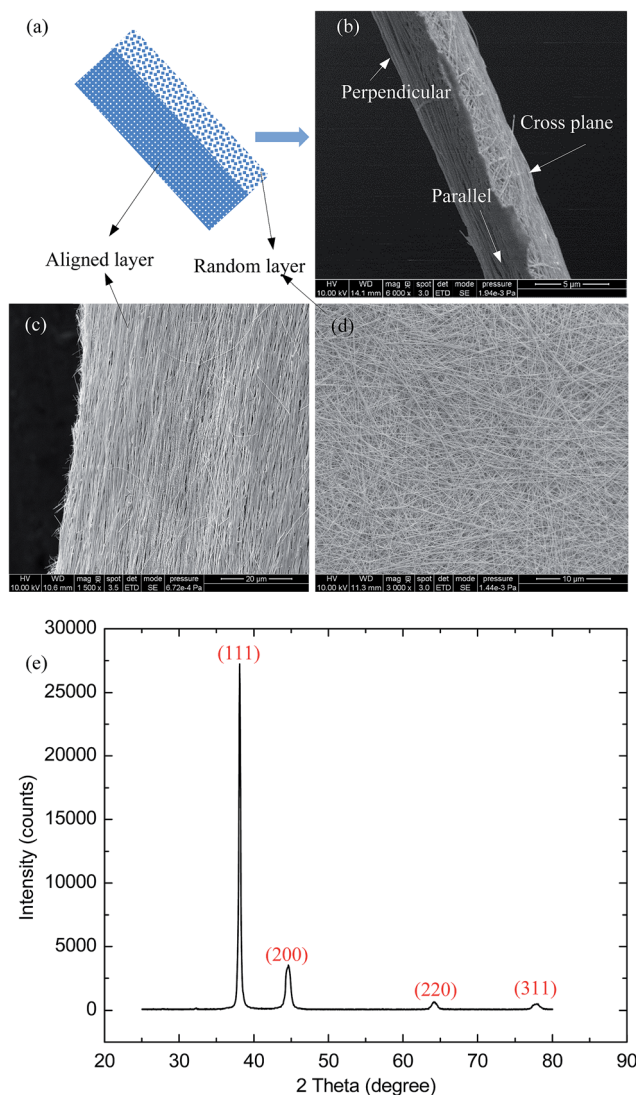 (a)
Aligned layer
Random layer
(b)
Perpendicular
Cross plane
Parallel
HV WD mag spot det mode pressure 5 µm
10.00 kV 14.1 mm 6 000 x 3.0 ETD SE 1.94e-3 Pa
(c)
HV WD mag spot det mode pressure 20 µm
10.00 kV 10.6 mm 1 500 x 3.5 ETD SE 6.72e-4 Pa
(d)
HV WD mag spot det mode pressure 10 µm
10.00 kV 11.3 mm 3 000 x 3.0 ETD SE 1.44e-3 Pa
(e)
30000
25000
20000
15000
10000
5000
0
Intensity (counts)
(111)
(200)
(220)
(311)
20 30 40 50 60 70 80 90
2 Theta (degree)